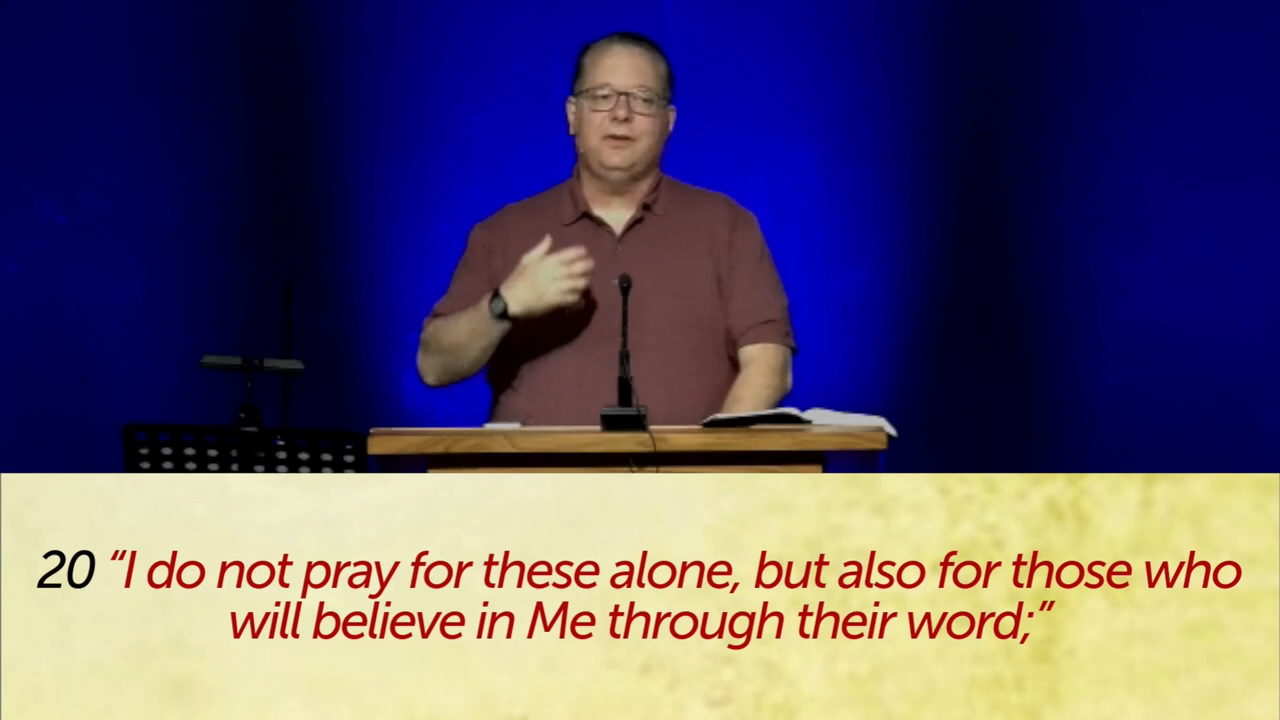 20 “I do not pray for these alone, but also for those who
will believe in Me through their word;”